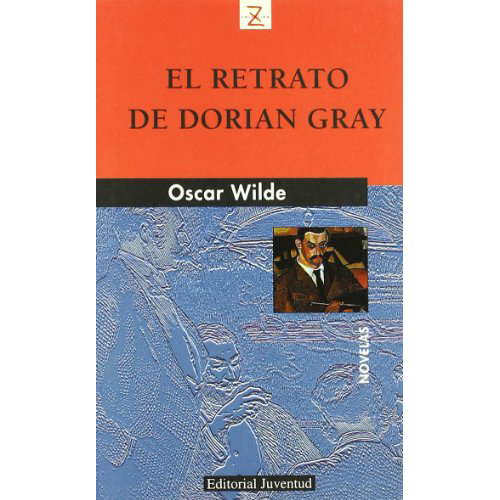 Z
EL RETRATO
DE DORIAN GRAY
Oscar Wilde
NOVELAS
Editorial Juventud